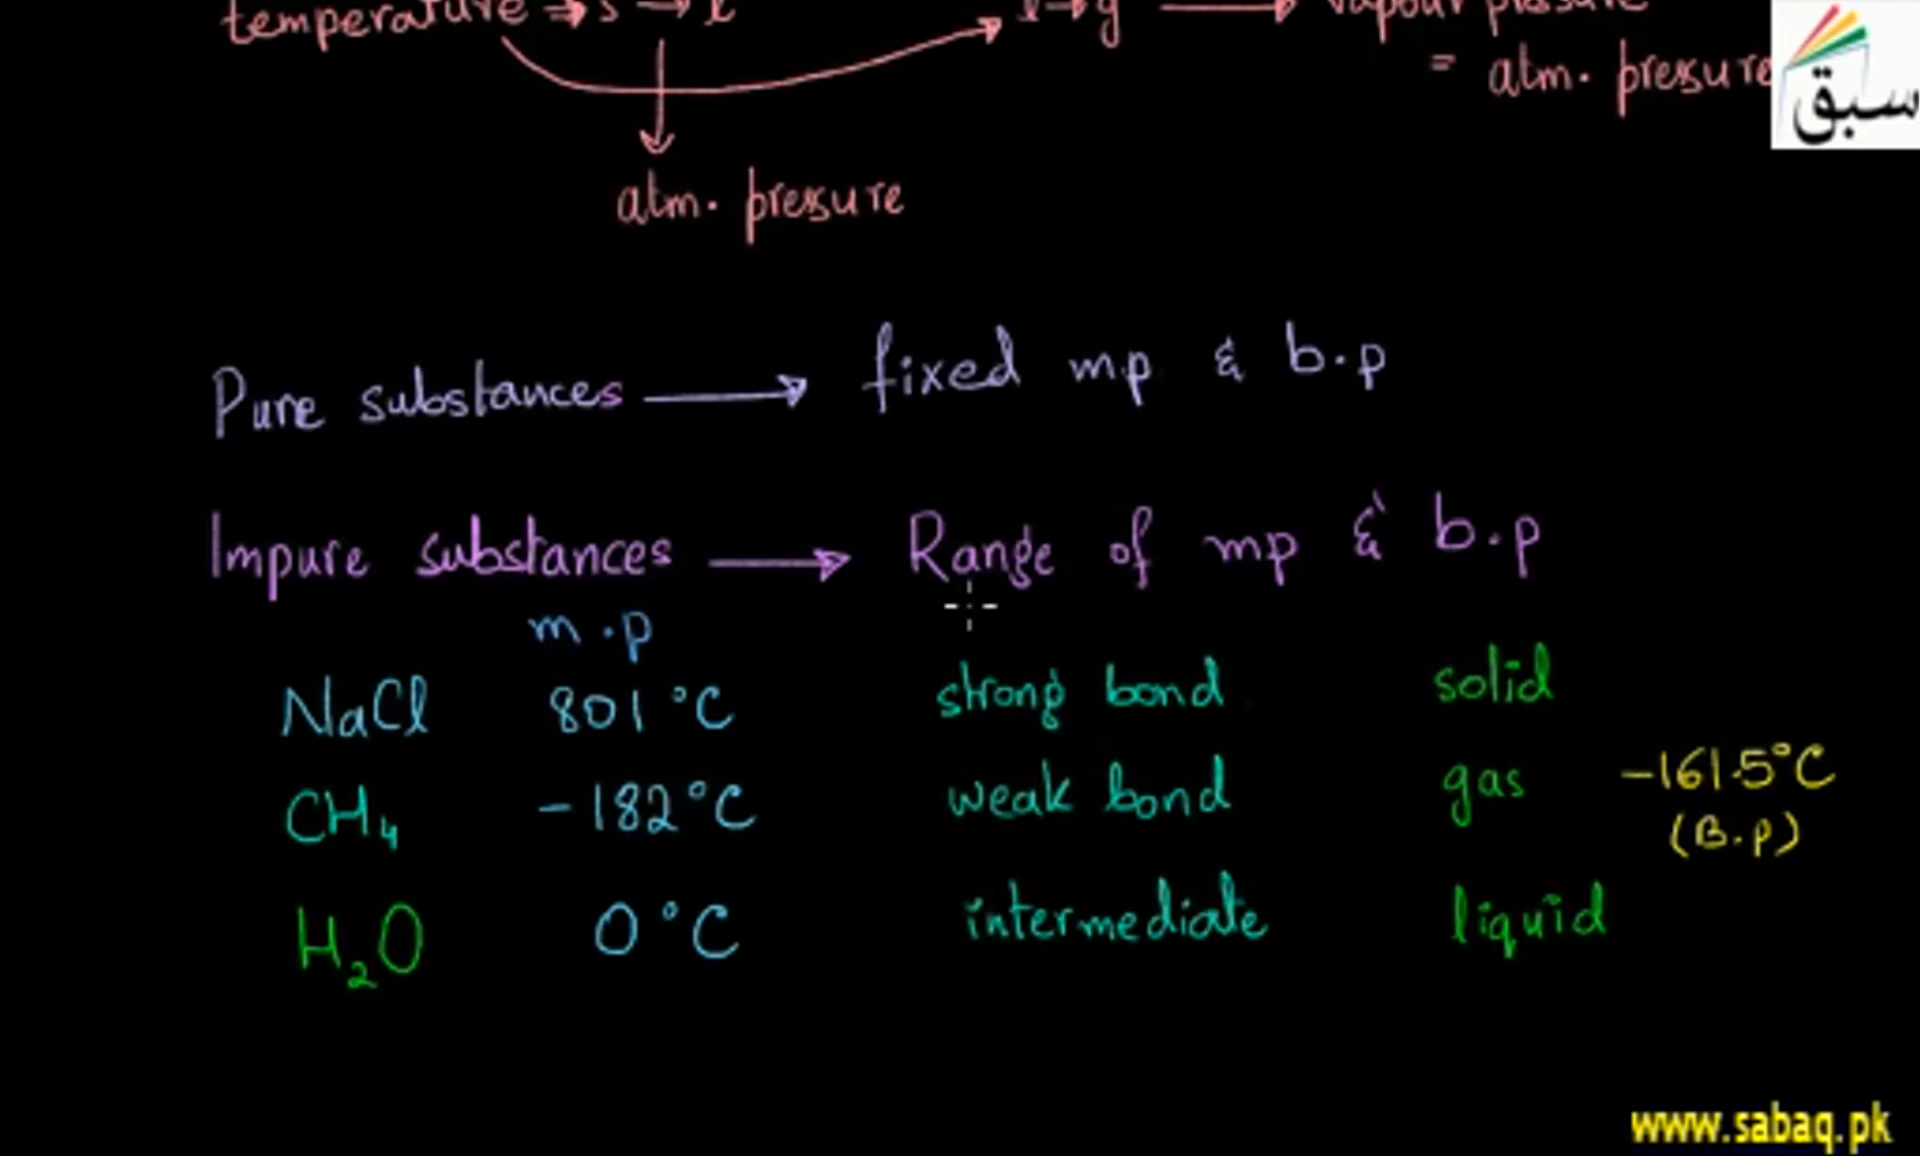 temperature ⇒ s → l l → g → vapour pressure
= atm. pressure
atm. pressure
سبق
Pure substances → fixed mp & b.p
Impure substances → Range of mp & b.p
m.p
NaCl 801 °C strong bond solid
CH₄ -182 °C weak bond gas -161.5°C
(B.p)
H₂O 0 °C intermediate liquid
www.sabaq.pk